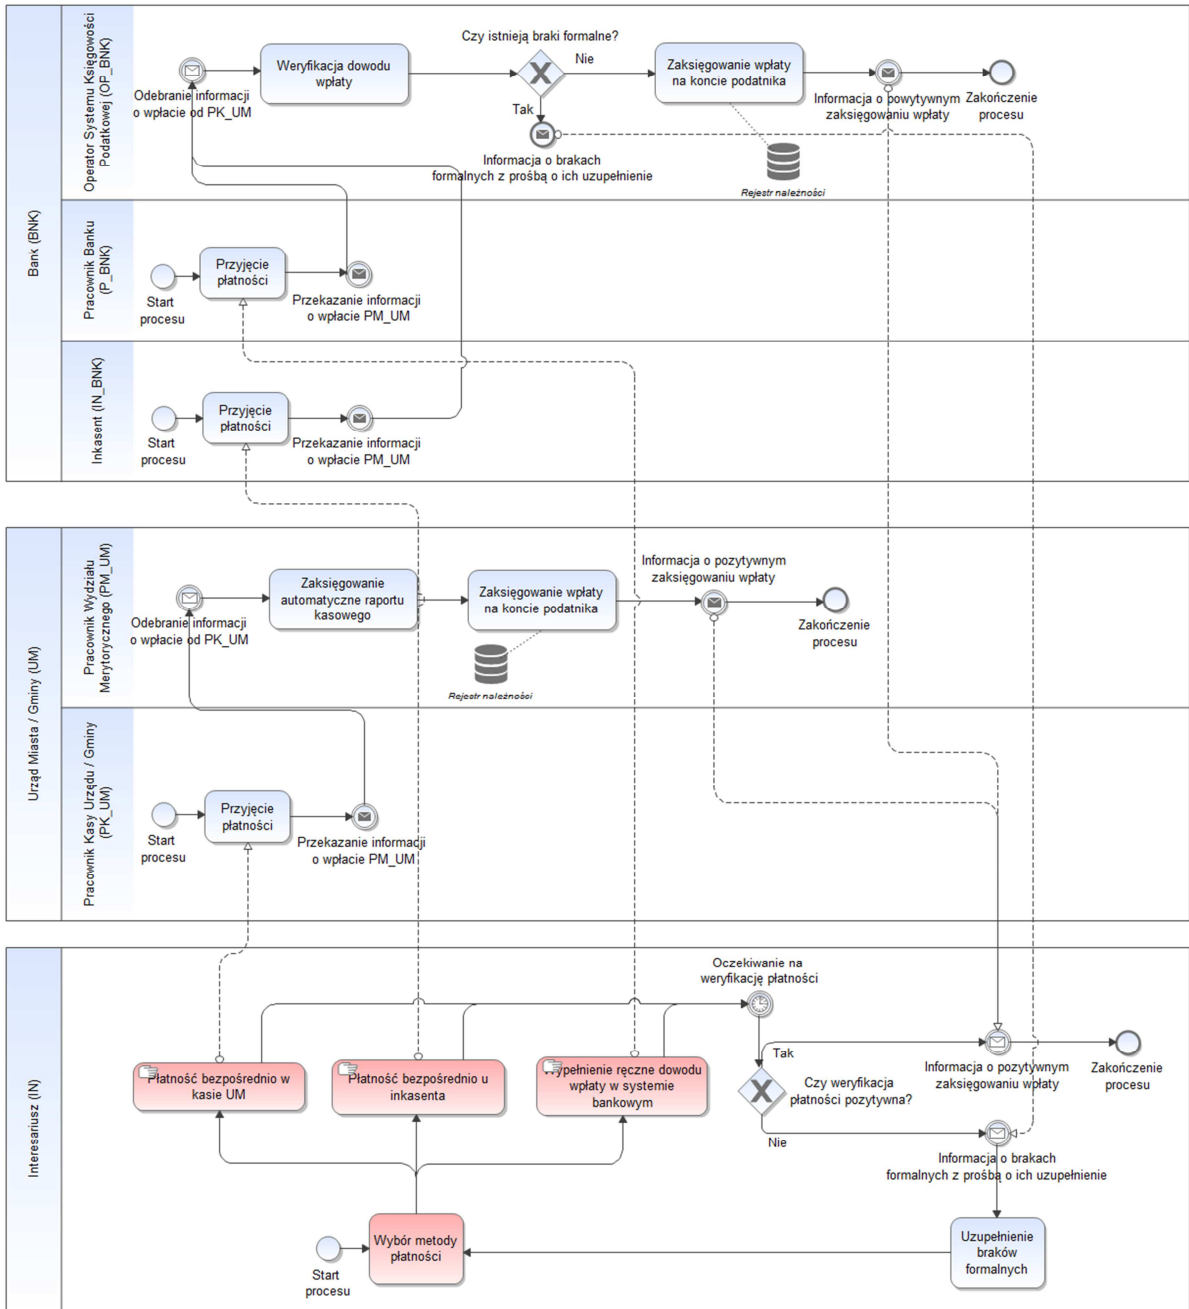 Bank (BNK)
Operator Systemu Księgowości
Podatkowej (OP_BNK)
Odebranie informacji
o wpłacie od PK_UM
Weryfikacja dowodu
wpłaty
Czy istnieją braki formalne?
Nie
Tak
Informacja o brakach
formalnych z prośbą o ich uzupełnienie
Zaksięgowanie wpłaty
na koncie podatnika
Rejestr należności
Informacja o powytywnym
zaksięgowaniu wpłaty
Zakończenie
procesu
Pracownik Banku
(P_BNK)
Start
procesu
Przyjęcie
płatności
Przekazanie informacji
o wpłacie PM_UM
Inkasent (IN_BNK)
Start
procesu
Przyjęcie
płatności
Przekazanie informacji
o wpłacie PM_UM
Urząd Miasta / Gminy (UM)
Pracownik Wydziału
Merytorycznego (PM_UM)
Odebranie informacji
o wpłacie od PK_UM
Zaksięgowanie
automatyczne raportu
kasowego
Zaksięgowanie wpłaty
na koncie podatnika
Rejestr należności
Informacja o pozytywnym
zaksięgowaniu wpłaty
Zakończenie
procesu
Pracownik Kasy Urzędu / Gminy
(PK_UM)
Start
procesu
Przyjęcie
płatności
Przekazanie informacji
o wpłacie PM_UM
Interesariusz (IN)
Płatność bezpośrednio w
kasie UM
Płatność bezpośrednio u
inkasenta
Wypełnienie ręczne dowodu
wpłaty w systemie
bankowym
Oczekiwanie na
weryfikację płatności
Tak
Czy weryfikacja
płatności pozytywna?
Nie
Informacja o pozytywnym
zaksięgowaniu wpłaty
Zakończenie
procesu
Informacja o brakach
formalnych z prośbą o ich uzupełnienie
Start
procesu
Wybór metody
płatności
Uzupełnienie
braków
formalnych